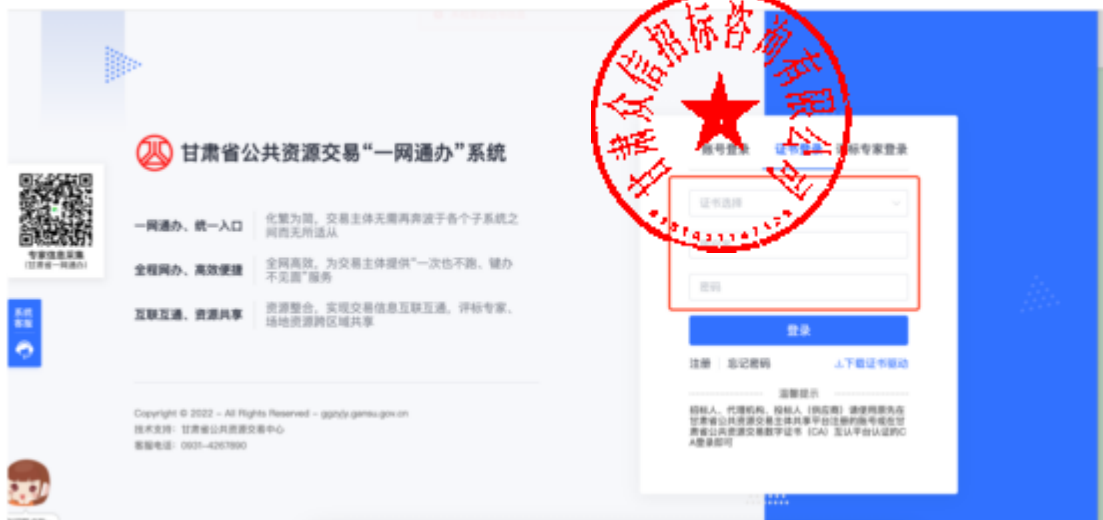 甘肃众信招标咨询有限公司
甘肃省公共资源交易“一网通办”系统
专家信息采集
(甘肃省一网通办)
一网通办、统一入口
化繁为简，交易主体无需再奔波于各个子系统之
间而无所适从
全程网办、高效便捷
全网高效，为交易主体提供“一次也不跑、键办
不见面”服务
互联互通、资源共享
资源整合，实现交易信息互联互通，评标专家、
场地资源跨区域共享
系统
客服
Copyright © 2022 - All Rights Reserved - ggzyjy.gansu.gov.cn
技术支持：甘肃省公共资源交易中心
客服电话：0931-4267890
账号登录 证书登录 评标专家登录
证书选择
密码
登录
注册 忘记密码 下载证书驱动
温馨提示
招标人、代理机构、投标人（供应商）请使用原先在
甘肃省公共资源交易主体共享平台注册的账号或在甘
肃省公共资源交易数字证书（CA）互认平台认证的C
A登录即可